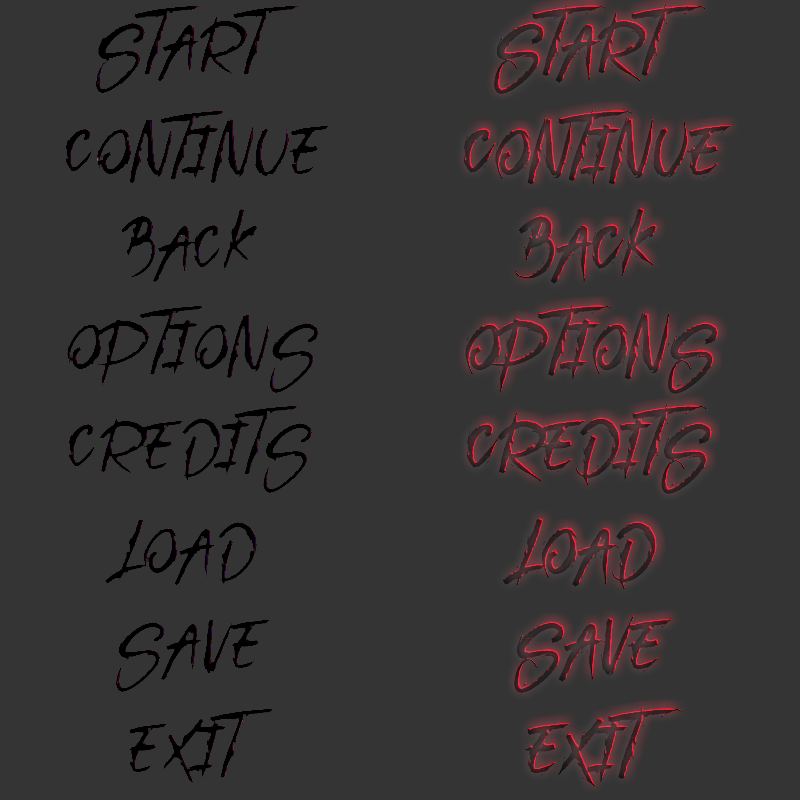 START START
CONTINUE CONTINUE
BACK BACK
OPTIONS OPTIONS
CREDITS CREDITS
LOAD LOAD
SAVE SAVE
EXIT EXIT